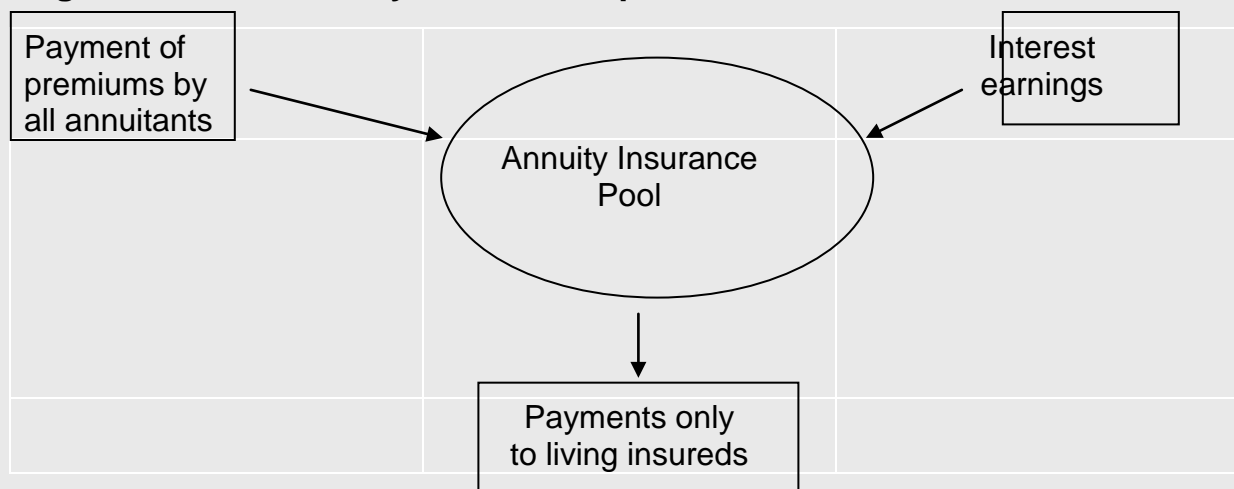 Payment of
premiums by
all annuitants
Interest
earnings
Annuity Insurance
Pool
Payments only
to living insureds